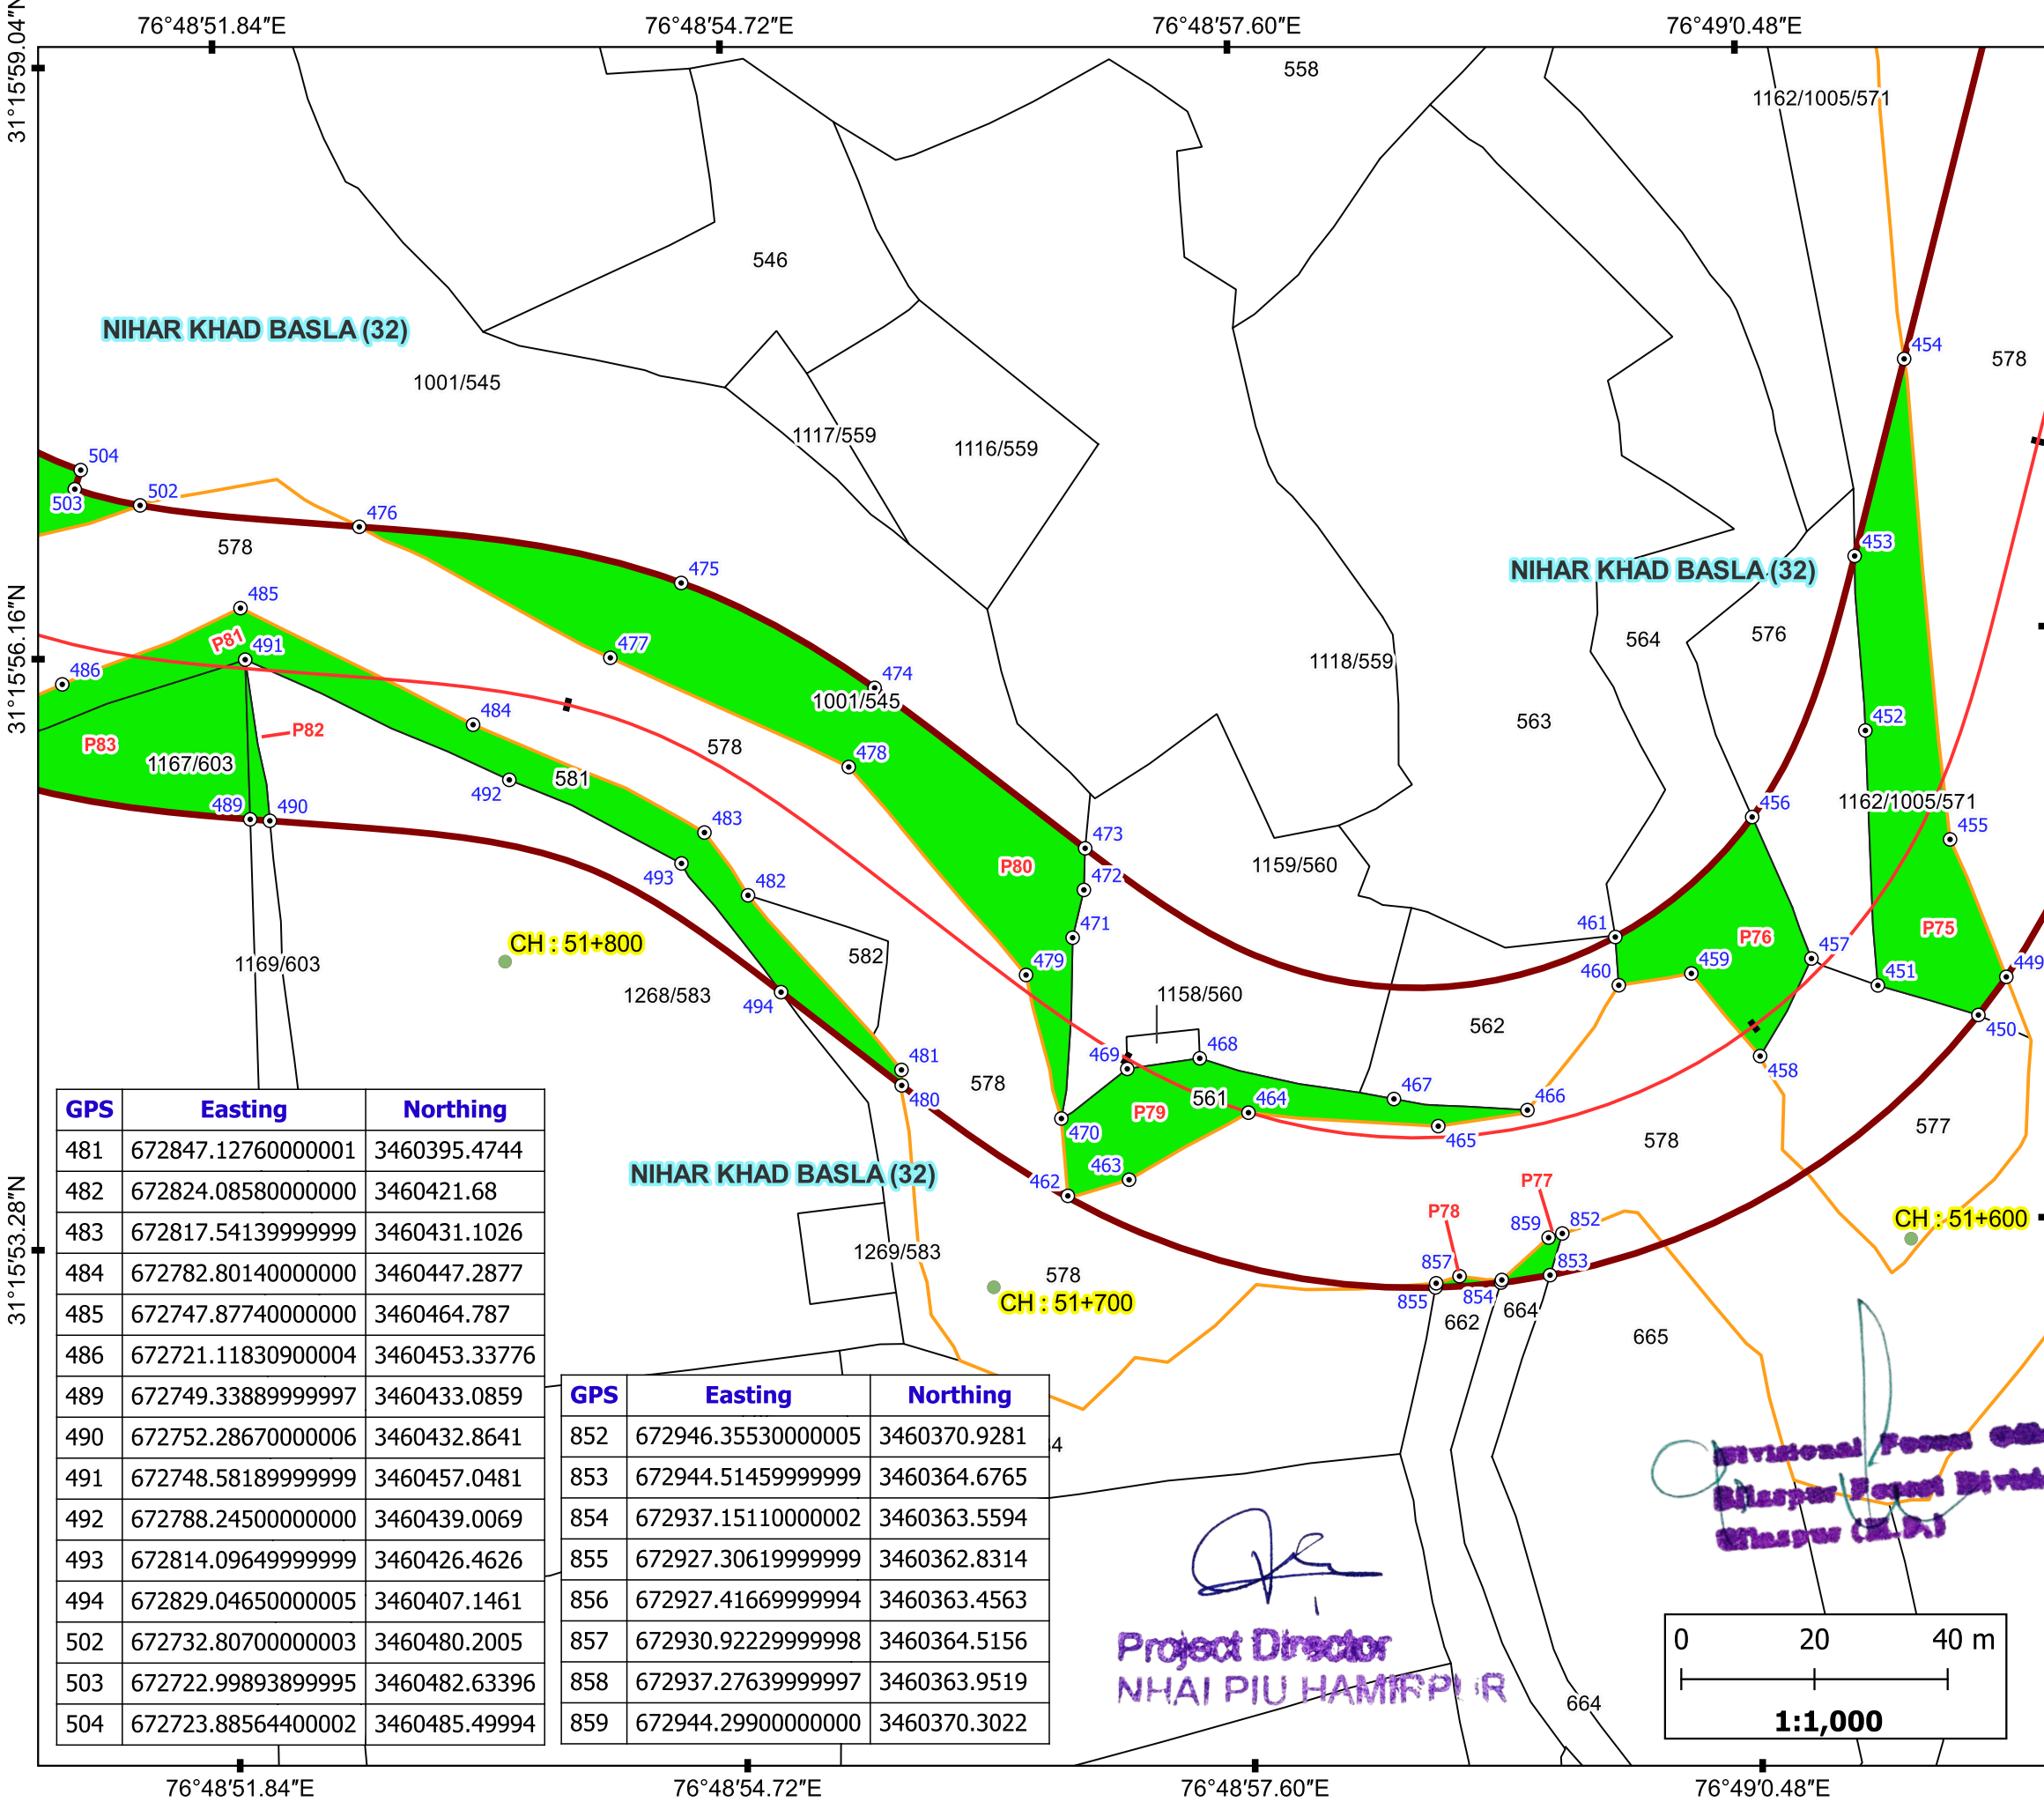 76°48′51.84″E 76°48′54.72″E 76°48′57.60″E 76°49′0.48″E
31°15′59.04″N
558
1162/1005/571
546
NIHAR KHAD BASLA (32)
454
578
1001/545
1117/559
1116/559
504
502
503
476
578
475
453
NIHAR KHAD BASLA (32)
31°15′56.16″N
485
P81
491
477
564
576
1118/559
486
474
1001/545
484
563
452
P82
P83
578
478
1167/603
581
492
489
490
483
473
456
1162/1005/571
455
P80
1159/560
493
482
472
471
461
P76
P75
457
CH : 51+800
582
1169/603
479
460
459
451
449
1268/583
494
1158/560
562
450
481
469
468
458
578
480
467
466
P79
561
464
470
465
578
577
31°15′53.28″N
NIHAR KHAD BASLA (32)
463
462
P77
P78
859
852
CH : 51+600
1269/583
857
853
578
CH : 51+700
855
854
664
662
665
GPS Easting Northing
481 672847.12760000001 3460395.4744
482 672824.08580000000 3460421.68
483 672817.54139999999 3460431.1026
484 672782.80140000000 3460447.2877
485 672747.87740000000 3460464.787
486 672721.11830900004 3460453.33776
489 672749.33889999997 3460433.0859
490 672752.28670000006 3460432.8641
491 672748.58189999999 3460457.0481
492 672788.24500000000 3460439.0069
493 672814.09649999999 3460426.4626
494 672829.04650000005 3460407.1461
502 672732.80700000003 3460480.2005
503 672722.99893899995 3460482.63396
504 672723.88564400002 3460485.49994
GPS Easting Northing
852 672946.35530000005 3460370.9281
853 672944.51459999999 3460364.6765
854 672937.15110000002 3460363.5594
855 672927.30619999999 3460362.8314
856 672927.41669999994 3460363.4563
857 672930.92229999998 3460364.5156
858 672937.27639999997 3460363.9519
859 672944.29900000000 3460370.3022
4
Divisional Forest
Bilaspur Forest
Bilaspur
Project Director
NHAI PIU HAMIRPUR
664
0 20 40 m
1:1,000
76°48′51.84″E 76°48′54.72″E 76°48′57.60″E 76°49′0.48″E